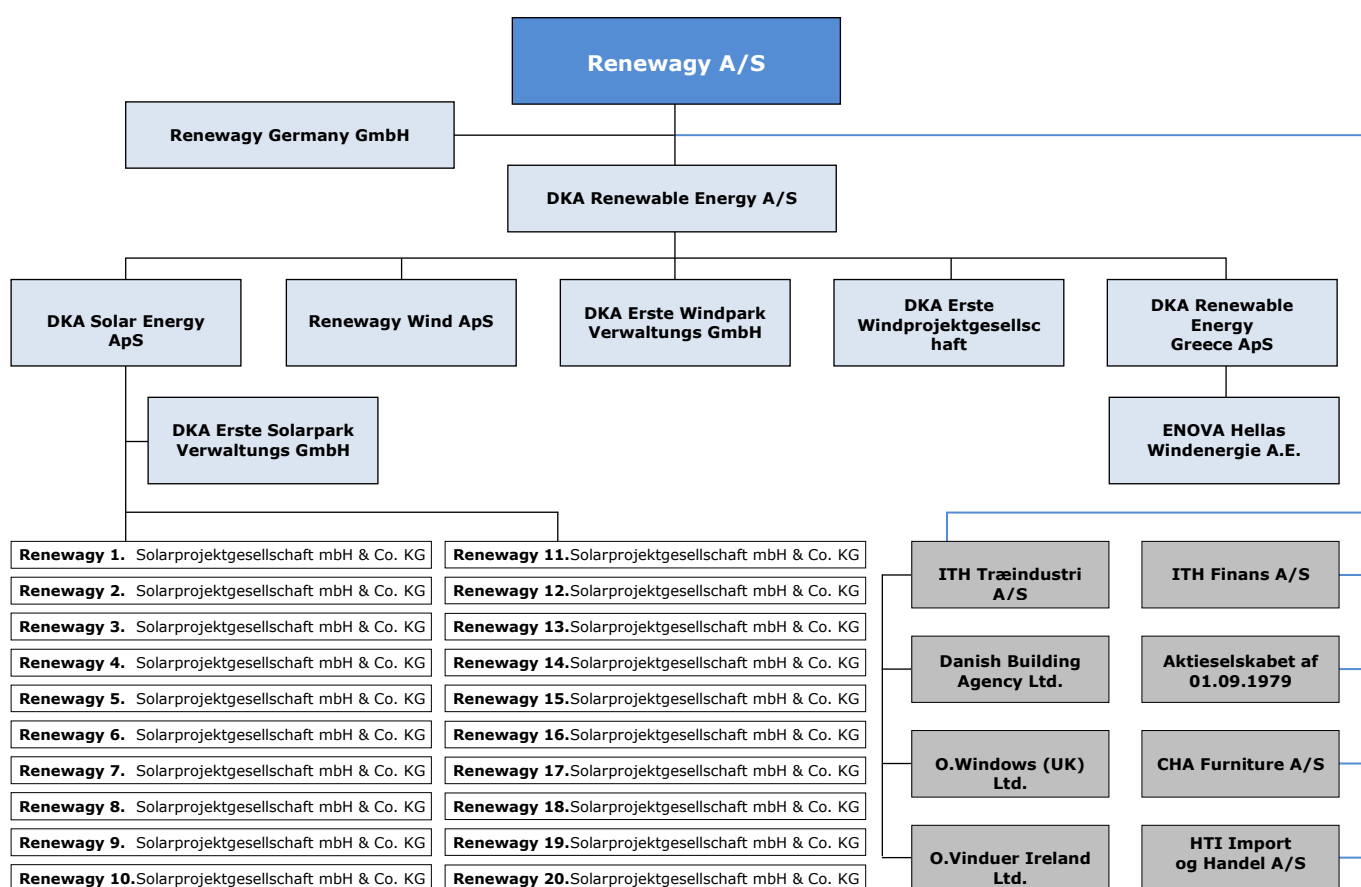 Renewagy A/S
Renewagy Germany GmbH
DKA Renewable Energy A/S
DKA Solar Energy
ApS
Renewagy Wind ApS
DKA Erste Windpark
Verwaltungs GmbH
DKA Erste
Windprojektgesellsc
haft
DKA Renewable
Energy
Greece ApS
DKA Erste Solarpark
Verwaltungs GmbH
ENOVA Hellas
Windenergie A.E.
Renewagy 1. Solarprojektgesellschaft mbH & Co. KG
Renewagy 2. Solarprojektgesellschaft mbH & Co. KG
Renewagy 3. Solarprojektgesellschaft mbH & Co. KG
Renewagy 4. Solarprojektgesellschaft mbH & Co. KG
Renewagy 5. Solarprojektgesellschaft mbH & Co. KG
Renewagy 6. Solarprojektgesellschaft mbH & Co. KG
Renewagy 7. Solarprojektgesellschaft mbH & Co. KG
Renewagy 8. Solarprojektgesellschaft mbH & Co. KG
Renewagy 9. Solarprojektgesellschaft mbH & Co. KG
Renewagy 10.Solarprojektgesellschaft mbH & Co. KG
Renewagy 11.Solarprojektgesellschaft mbH & Co. KG
Renewagy 12.Solarprojektgesellschaft mbH & Co. KG
Renewagy 13.Solarprojektgesellschaft mbH & Co. KG
Renewagy 14.Solarprojektgesellschaft mbH & Co. KG
Renewagy 15.Solarprojektgesellschaft mbH & Co. KG
Renewagy 16.Solarprojektgesellschaft mbH & Co. KG
Renewagy 17.Solarprojektgesellschaft mbH & Co. KG
Renewagy 18.Solarprojektgesellschaft mbH & Co. KG
Renewagy 19.Solarprojektgesellschaft mbH & Co. KG
Renewagy 20.Solarprojektgesellschaft mbH & Co. KG
ITH Træindustri
A/S
ITH Finans A/S
Danish Building
Agency Ltd.
Aktieselskabet af
01.09.1979
O.Windows (UK)
Ltd.
CHA Furniture A/S
O.Vinduer Ireland
Ltd.
HTI Import
og Handel A/S